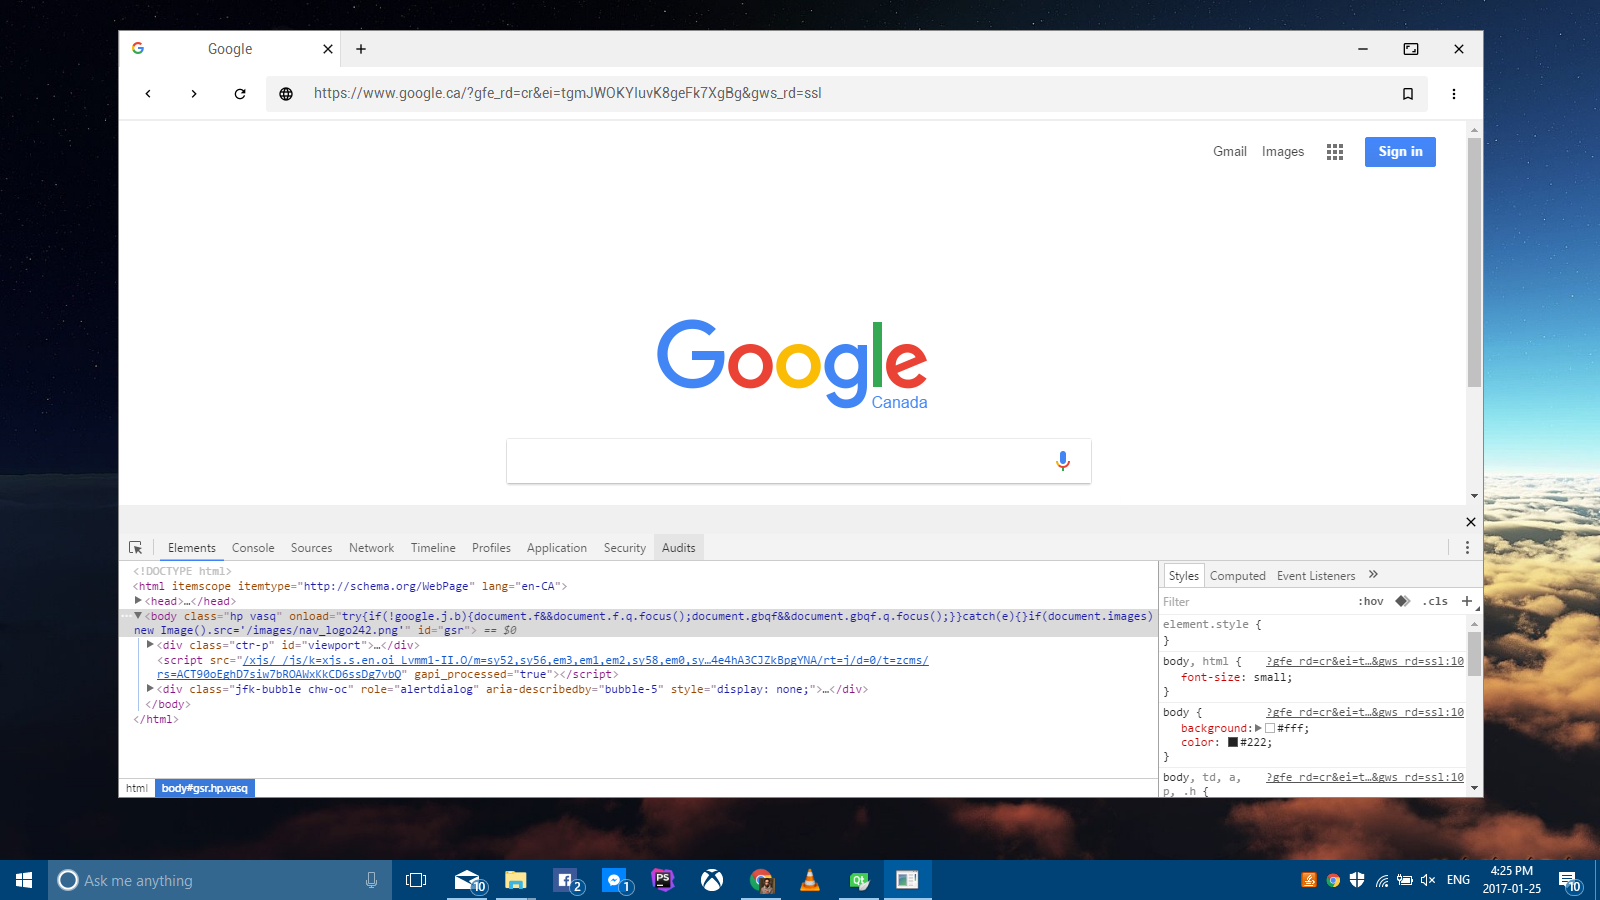 Google
https://www.google.ca/?gfe_rd=cr&ei=tgmJWOKYIuvK8geFk7XgBg&gws_rd=ssl
Gmail Images Sign in
Google
Canada
Elements Console Sources Network Timeline Profiles Application Security Audits
<!DOCTYPE html>
<html itemscope itemtype="http://schema.org/WebPage" lang="en-CA">
<head>…</head>
<body class="hp vasq" onload="try{if(!google.j.b){document.f&&document.f.q.focus();document.gbqf&&document.gbqf.q.focus();}}catch(e){}if(document.images)
new Image().src='/images/nav_logo242.png'" id="gsr"> == $0
<div class="ctr-p" id="viewport">…</div>
<script src="/xjs/_/js/k=xjs.s.en.oi_Lvmm1-II.O/m=sy52,sy56,em3,em1,em2,sy58,em0,sy…4e4hA3CJZkBpgYNA/rt=j/d=0/t=zcms/
rs=ACT90oEghD7siw7bROAWxKkCD6ssDg7vbQ" gapi_processed="true"></script>
<div class="jfk-bubble chw-oc" role="alertdialog" aria-describedby="bubble-5" style="display: none;">…</div>
</body>
</html>
html body#gsr.hp.vasq
Styles Computed Event Listeners »
Filter :hov .cls +
element.style {
}
body, html { ?gfe_rd=cr&ei=t…&gws_rd=ssl:10
font-size: small;
}
body { ?gfe_rd=cr&ei=t…&gws_rd=ssl:10
background: #fff;
color: #222;
}
body, td, a, ?gfe_rd=cr&ei=t…&gws_rd=ssl:10
p, .h {
Ask me anything
10 2 1 PS Qt
ENG
4:25 PM
2017-01-25
10